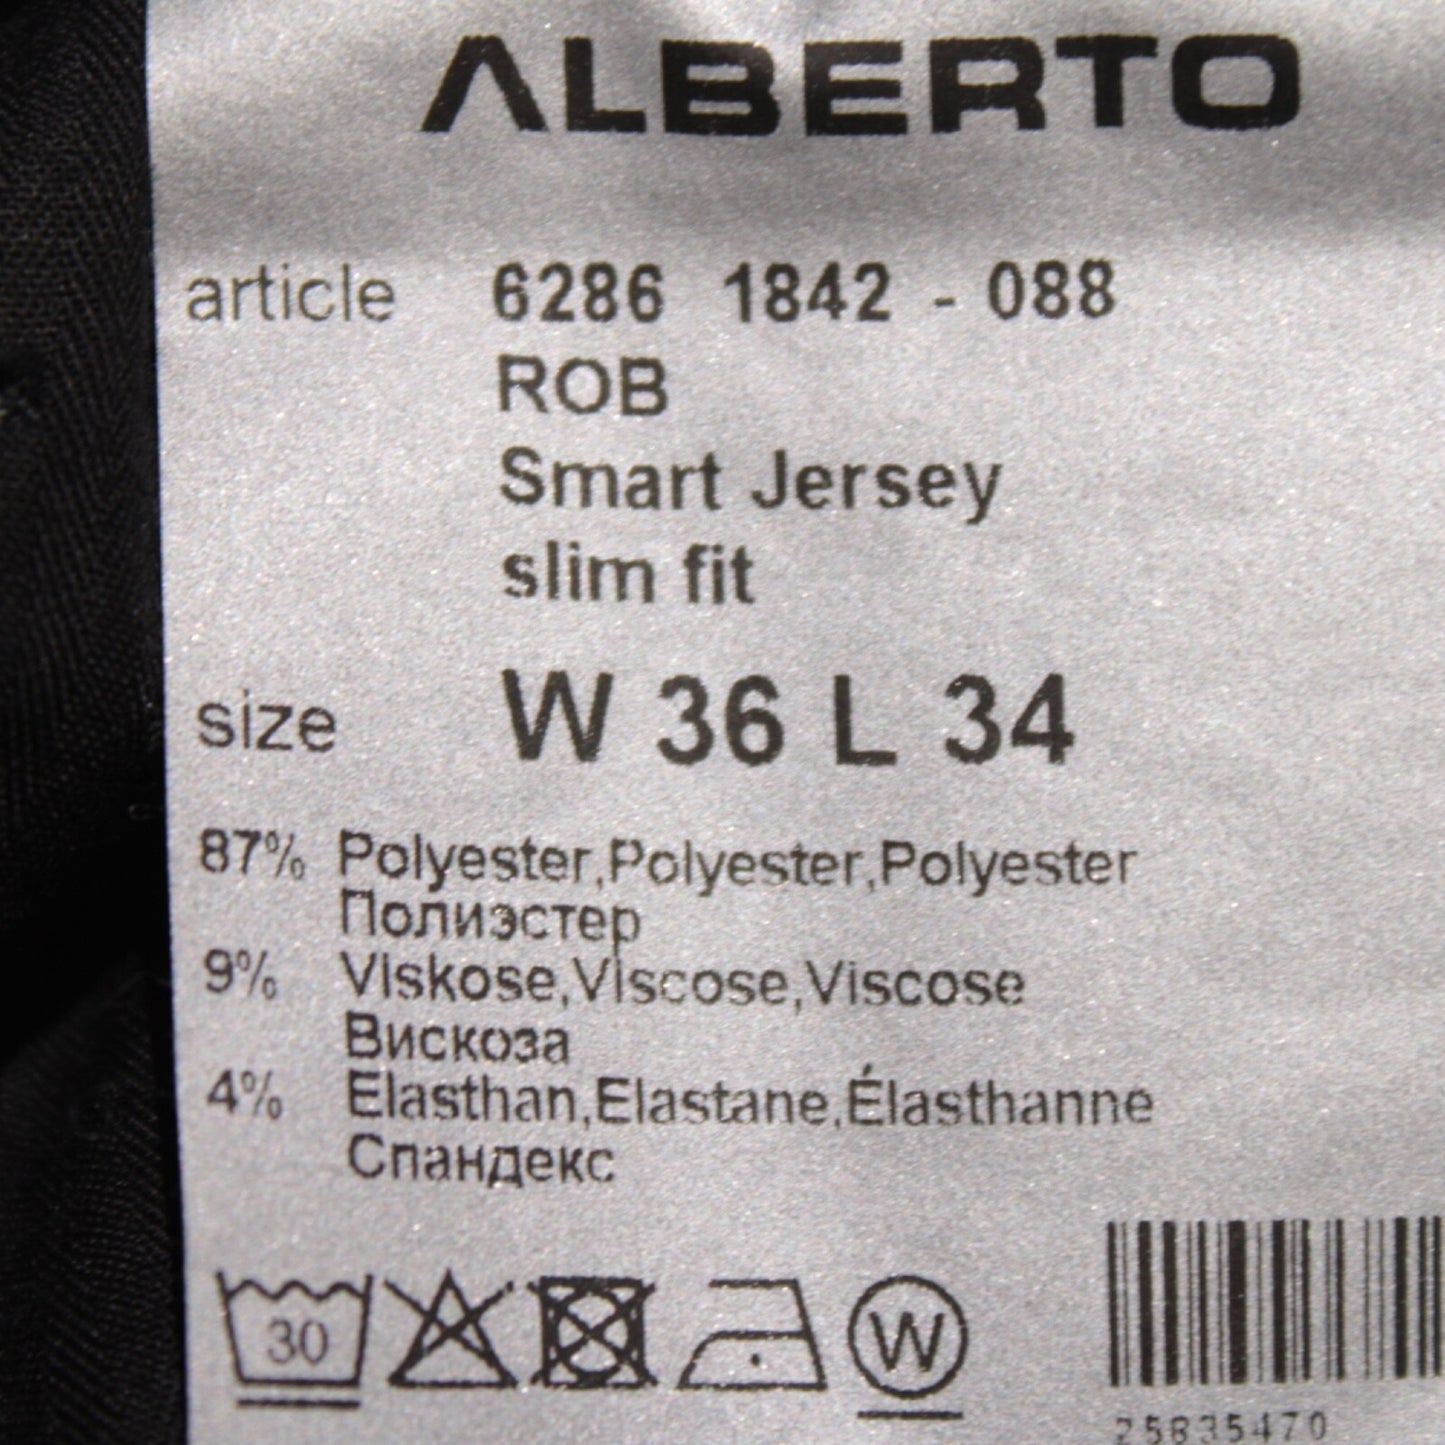 ALBERTO
article 6286 1842 - 088
ROB
Smart Jersey
slim fit
size W 36 L 34
87% Polyester,Polyester,Polyester
Полиэстер
9% Viskose,Viscose,Viscose
Вискоза
4% Elasthan,Elastane,Élasthanne
Спандекс
30 W
25835470